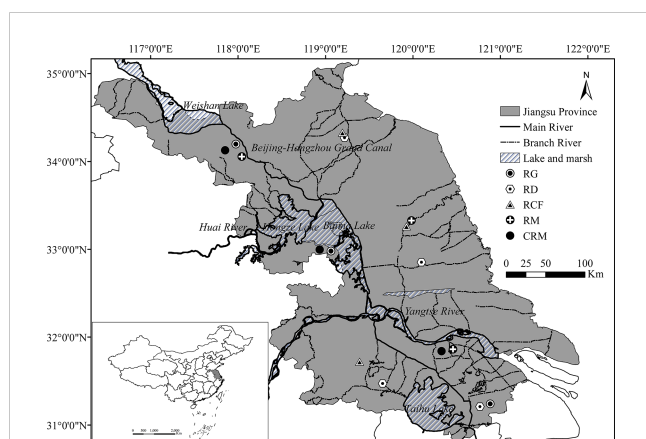 117°0'0"E 118°0'0"E 119°0'0"E 120°0'0"E 121°0'0"E 122°0'0"E
35°0'0"N
34°0'0"N
33°0'0"N
32°0'0"N
31°0'0"N
N
Weishan Lake
Beijing-Hangzhou Grand Canal
Huai River
Lake
Lake
Yangtse River
Taihu Lake
Jiangsu Province
Main River
Branch River
Lake and marsh
RG
RD
RCF
RM
CRM
0 25 50 100
Km